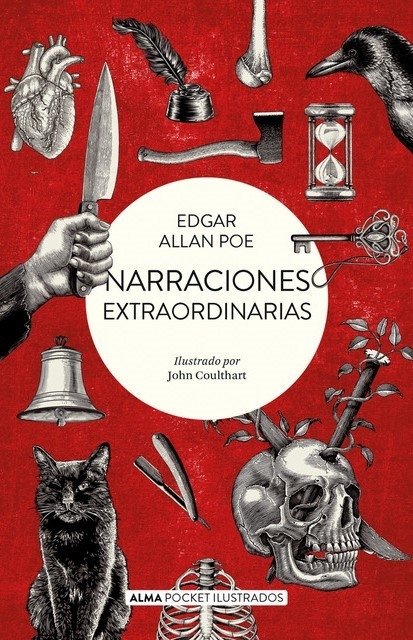 EDGAR
ALLAN POE
NARRACIONES
EXTRAORDINARIAS
Ilustrado por
John Coulthart
ALMA POCKET ILUSTRADOS